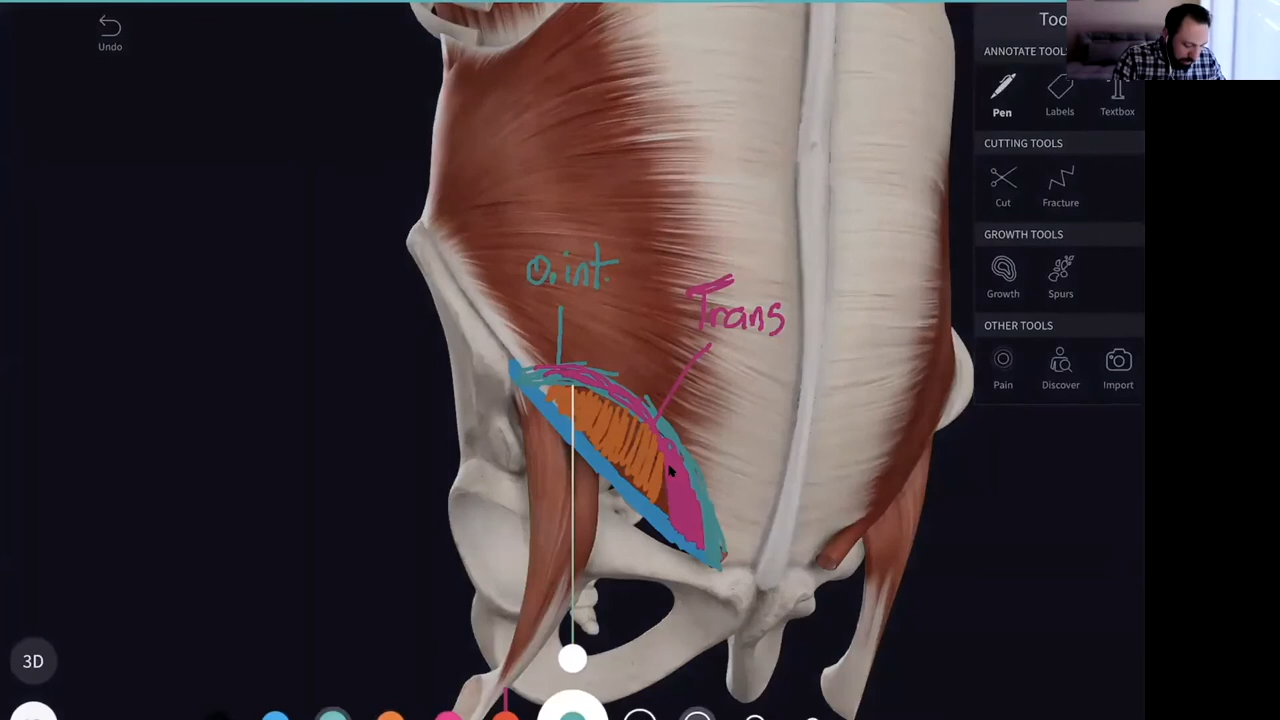 Undo
Too
ANNOTATE TOOL
Pen
Labels
Textbox
CUTTING TOOLS
Cut
Fracture
GROWTH TOOLS
Growth
Spurs
OTHER TOOLS
Pain
Discover
Import
O.int.
Trans
3D